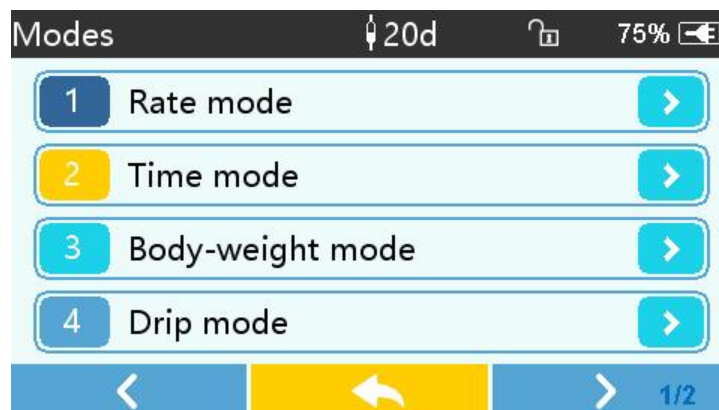 Modes 20d 75%
1 Rate mode
2 Time mode
3 Body-weight mode
4 Drip mode
1/2